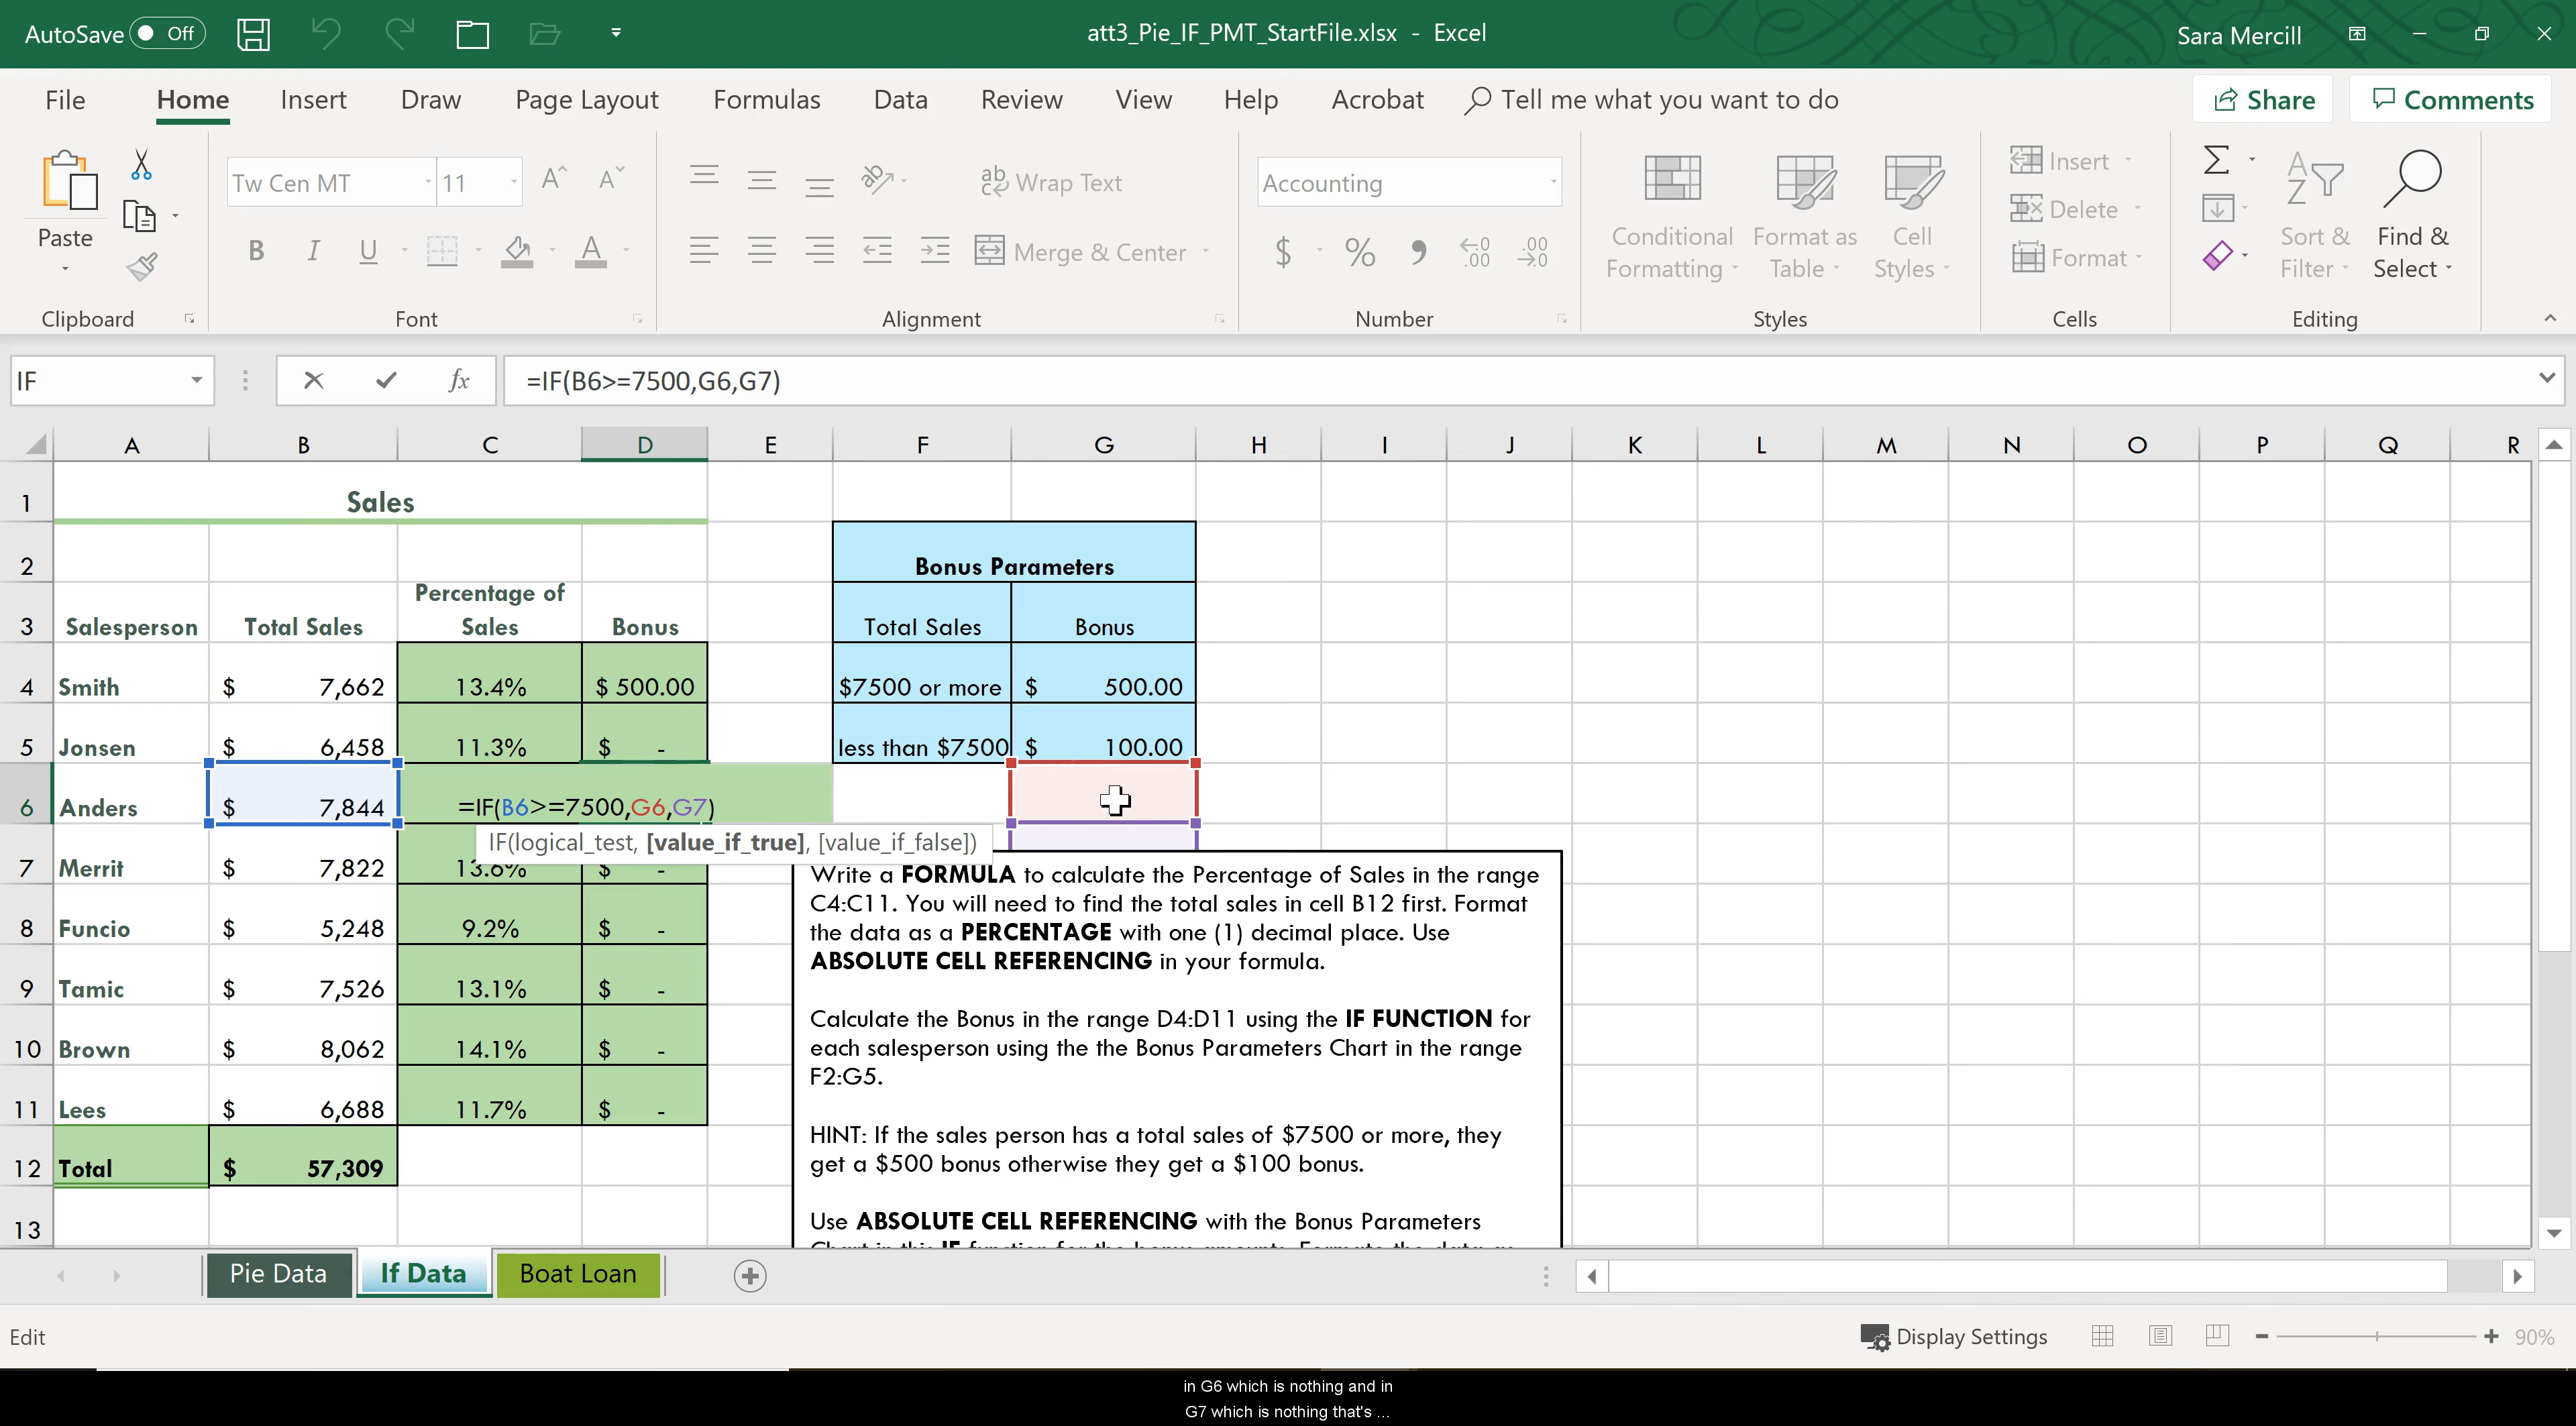 AutoSave Off att3_Pie_IF_PMT_StartFile.xlsx - Excel Sara Mercill
File Home Insert Draw Page Layout Formulas Data Review View Help Acrobat Tell me what you want to do Share Comments
Paste
Clipboard
Tw Cen MT 11
B I U A
Font
Wrap Text
Merge & Center
Alignment
Accounting
$ % , .00 .0
Number
Conditional Formatting
Format as Table
Cell Styles
Styles
Insert
Delete
Format
Cells
Sort & Filter
Find & Select
Editing
IF fx =IF(B6>=7500,G6,G7)
A B C D E F G H I J K L M N O P Q R
1 Sales
2 Bonus Parameters
3 Salesperson Total Sales Percentage of Sales Bonus Total Sales Bonus
4 Smith $ 7,662 13.4% $ 500.00 $7500 or more $ 500.00
5 Jonsen $ 6,458 11.3% $ - less than $7500 $ 100.00
6 Anders $ 7,844 =IF(B6>=7500,G6,G7)
IF(logical_test, [value_if_true], [value_if_false])
7 Merrit $ 7,822 13.6% $ -
8 Funcio $ 5,248 9.2% $ -
9 Tamic $ 7,526 13.1% $ -
10 Brown $ 8,062 14.1% $ -
11 Lees $ 6,688 11.7% $ -
12 Total $ 57,309
13
Write a FORMULA to calculate the Percentage of Sales in the range
C4:C11. You will need to find the total sales in cell B12 first. Format
the data as a PERCENTAGE with one (1) decimal place. Use
ABSOLUTE CELL REFERENCING in your formula.
Calculate the Bonus in the range D4:D11 using the IF FUNCTION for
each salesperson using the the Bonus Parameters Chart in the range
F2:G5.
HINT: If the sales person has a total sales of $7500 or more, they
get a $500 bonus otherwise they get a $100 bonus.
Use ABSOLUTE CELL REFERENCING with the Bonus Parameters
Pie Data If Data Boat Loan
Edit Display Settings 90%
in G6 which is nothing and in
G7 which is nothing that's ...